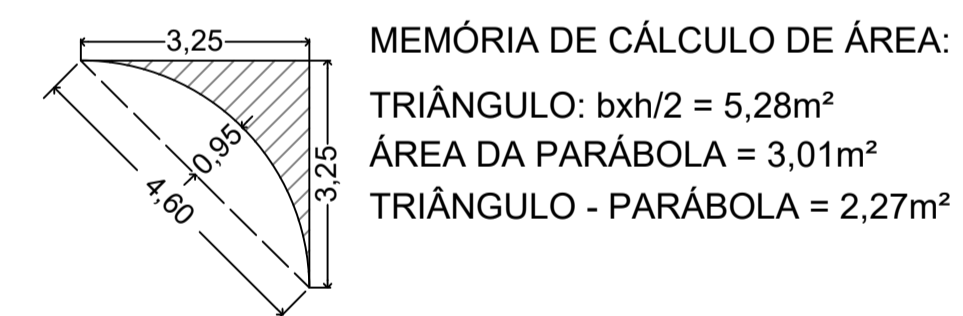 3,25
MEMÓRIA DE CÁLCULO DE ÁREA:
TRIÂNGULO: bxh/2 = 5,28m²
0,95
3,25
ÁREA DA PARÁBOLA = 3,01m²
4,60
TRIÂNGULO - PARÁBOLA = 2,27m²